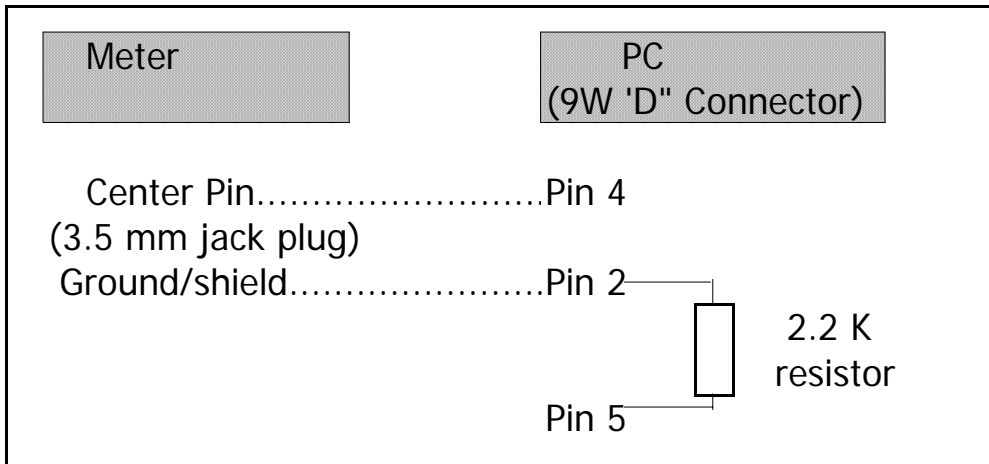 Meter
PC
(9W 'D" Connector)
Center Pin..........................Pin 4
(3.5 mm jack plug)
Ground/shield.......................Pin 2
2.2 K
resistor
Pin 5